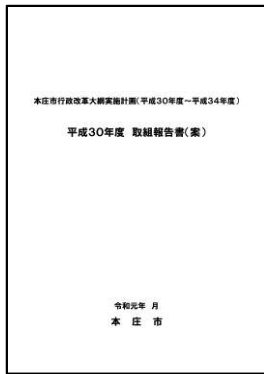 本庄市行政改革大綱実施計画(平成30年度～平成34年度)
平成30年度 取組報告書(案)
令和元年 月
本 庄 市